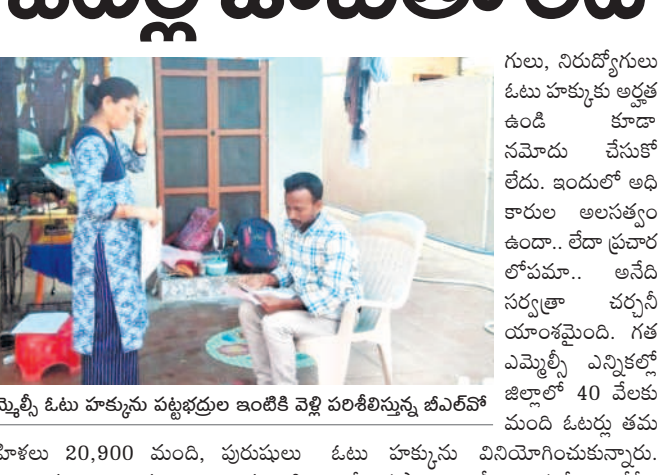 గులు, నిరుద్యోగులు
ఓటు హక్కుకు అర్హత
ఉండి కూడా
నమోదు చేసుకో
లేదు. ఇందులో అధి
కారుల అలసత్వం
ఉందా.. లేదా ప్రచార
లోపమా.. అనేది
సర్వత్రా చర్చనీ
యాంశమైంది. గత
ఎమ్మెల్సీ ఎన్నికల్లో
జిల్లాలో 40 వేలకు
మంది ఓటర్లు తమ
మ్మెల్సీ ఓటు హక్కును పట్టభద్రుల ఇంటికి వెళ్లి పరిశీలిస్తున్న బీఎల్‌వో
హిళలు 20,900 మంది, పురుషులు ఓటు హక్కును వినియోగించుకున్నారు.